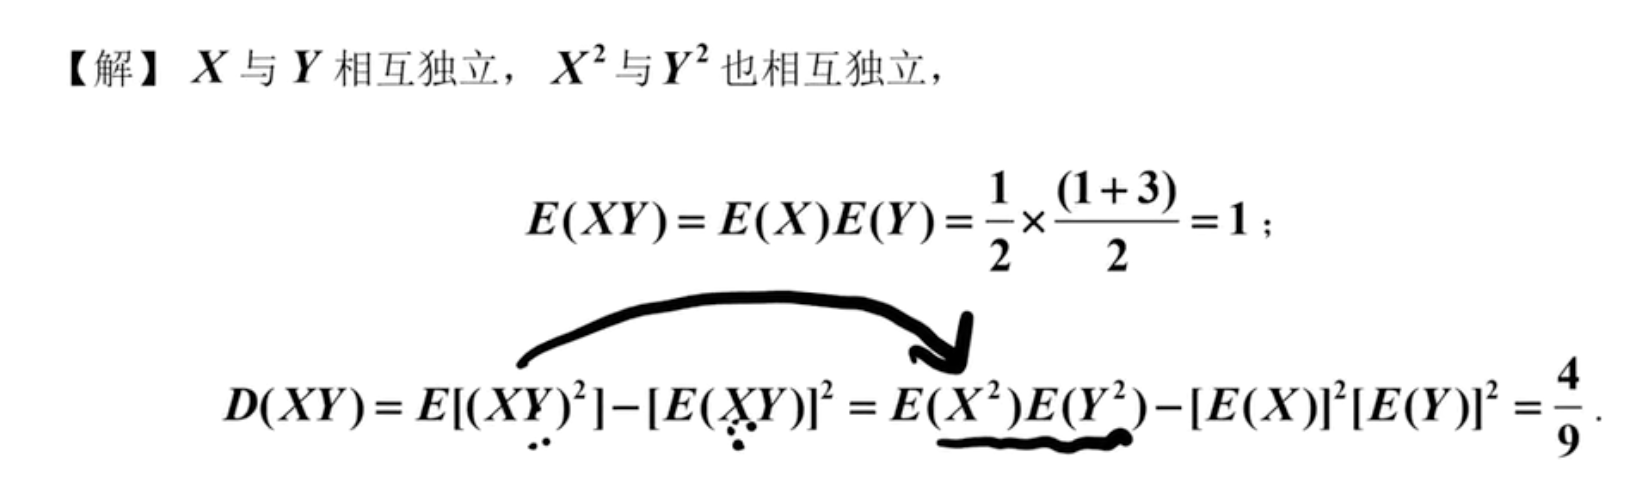 【解】 X 与 Y 相互独立， X² 与 Y² 也相互独立，
E(XY) = E(X)E(Y) = 1/2 × (1+3)/2 = 1；
D(XY) = E[(XY)²] − [E(XY)]² = E(X²)E(Y²) − [E(X)]²[E(Y)]² = 4/9 .